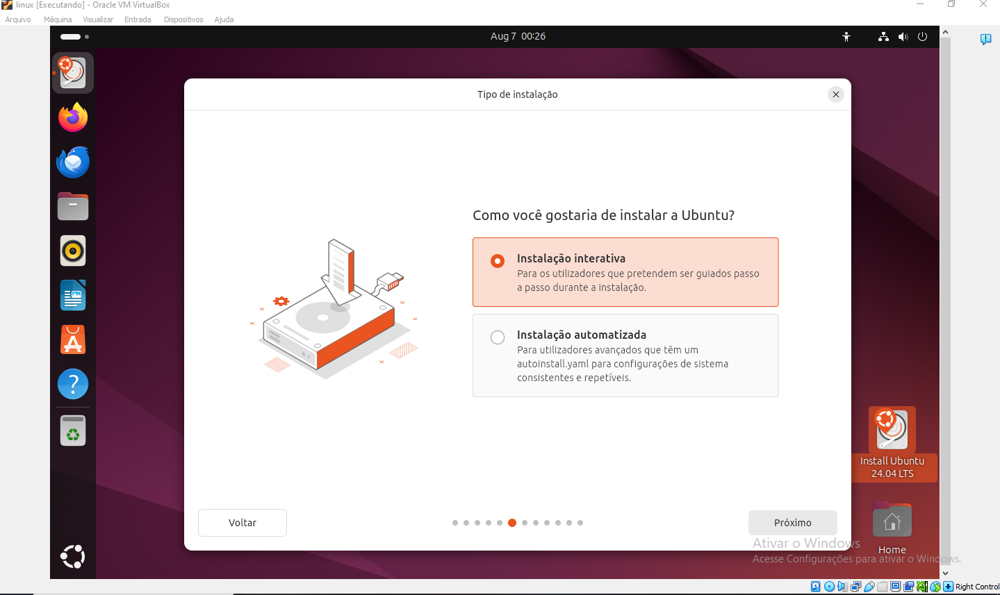 linux [Executando] - Oracle VM VirtualBox
Arquivo Máquina Visualizar Entrada Dispositivos Ajuda
Aug 7 00:26
Tipo de instalação
Como você gostaria de instalar a Ubuntu?
Instalação interativa
Para os utilizadores que pretendem ser guiados passo
a passo durante a instalação.
Instalação automatizada
Para utilizadores avançados que têm um
autoinstall.yaml para configurações de sistema
consistentes e repetíveis.
Install Ubuntu
24.04 LTS
Voltar
Próximo
Home
Ativar o Windows
Acesse Configurações para ativar o Windows.
Right Control